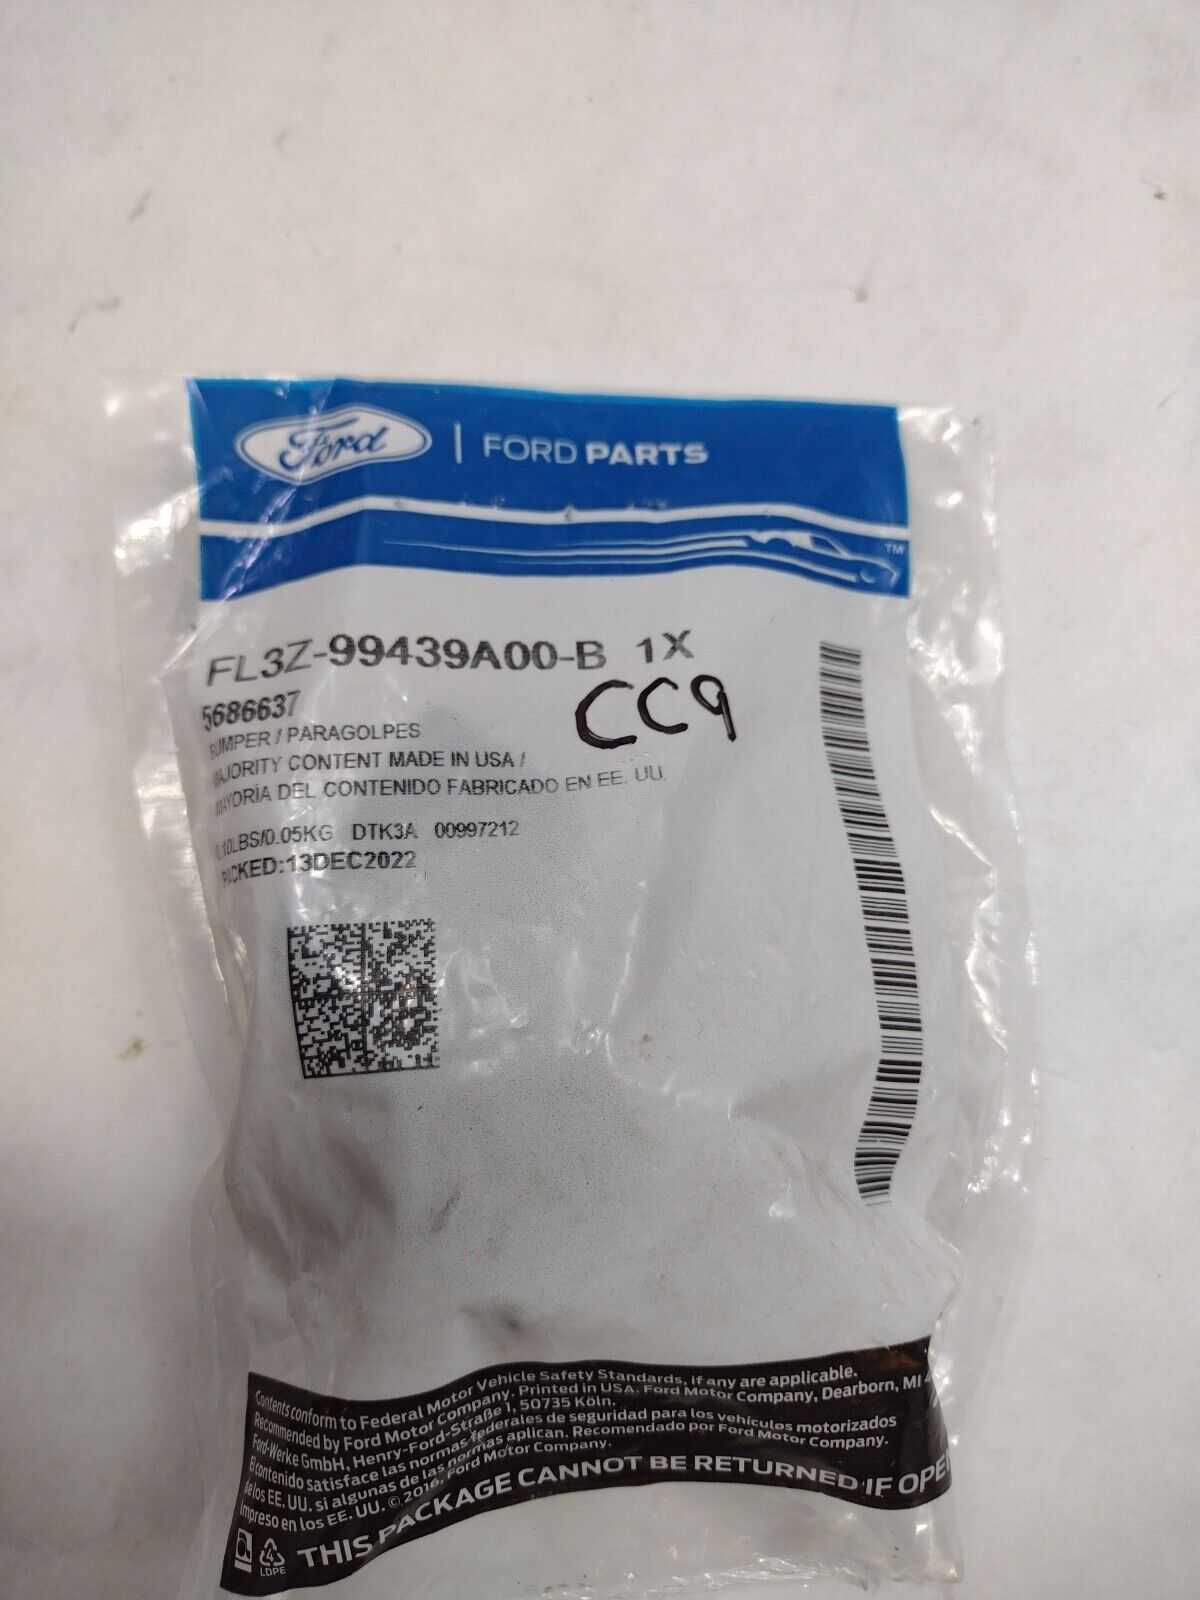 Ford | FORD PARTS
TM
FL3Z-99439A00-B 1X
5686637
CC9
BUMPER / PARAGOLPES
MAJORITY CONTENT MADE IN USA /
MAYORÍA DEL CONTENIDO FABRICADO EN EE. UU.
0.10LBS/0.05KG DTK3A 00997212
PACKED:13DEC2022
Contents conform to Federal Motor Vehicle Safety Standards, if any are applicable.
Recommended by Ford Motor Company. Printed in USA. Ford Motor Company, Dearborn, MI
Ford-Werke GmbH, Henry-Ford-Straße 1, 50735 Köln.
El contenido satisface las normas federales de seguridad para los vehículos motorizados
de los EE. UU. si algunas de las normas aplican. Recomendado por Ford Motor Company.
Impreso en los EE. UU. © 2016, Ford Motor Company.
THIS PACKAGE CANNOT BE RETURNED IF OPE
4
LDPE